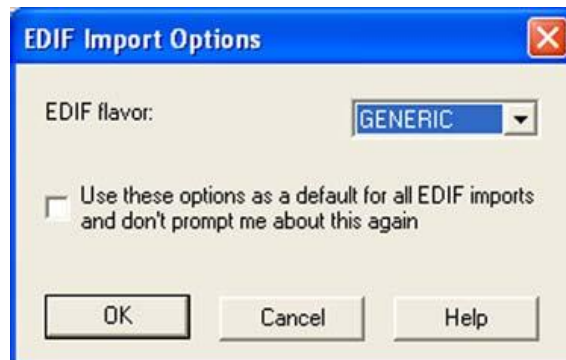 EDIF Import Options
EDIF flavor:
GENERIC
Use these options as a default for all EDIF imports
and don't prompt me about this again
OK
Cancel
Help